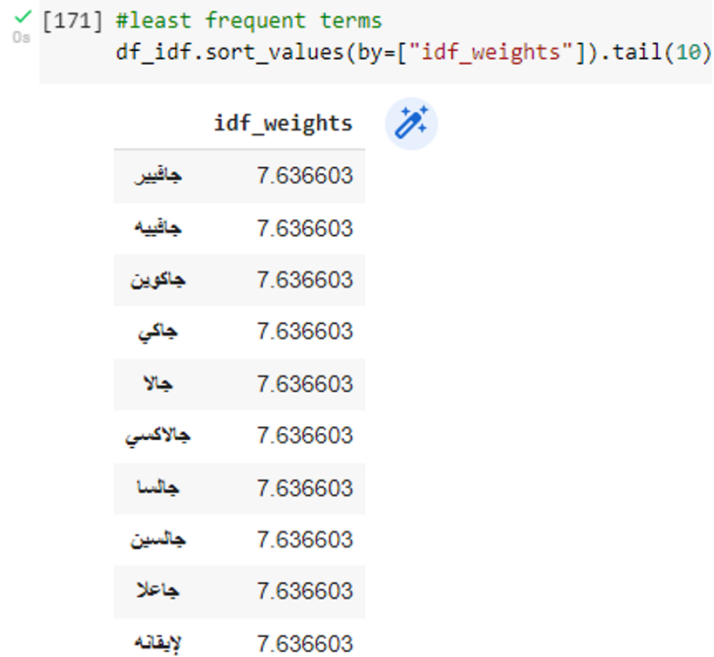 [171] #least frequent terms
0s df_idf.sort_values(by=["idf_weights"]).tail(10)
idf_weights
جافيير 7.636603
جافييه 7.636603
جاكوين 7.636603
جاكي 7.636603
جالا 7.636603
جالاكسي 7.636603
جالسا 7.636603
جالسين 7.636603
جاعلا 7.636603
لإيقانه 7.636603